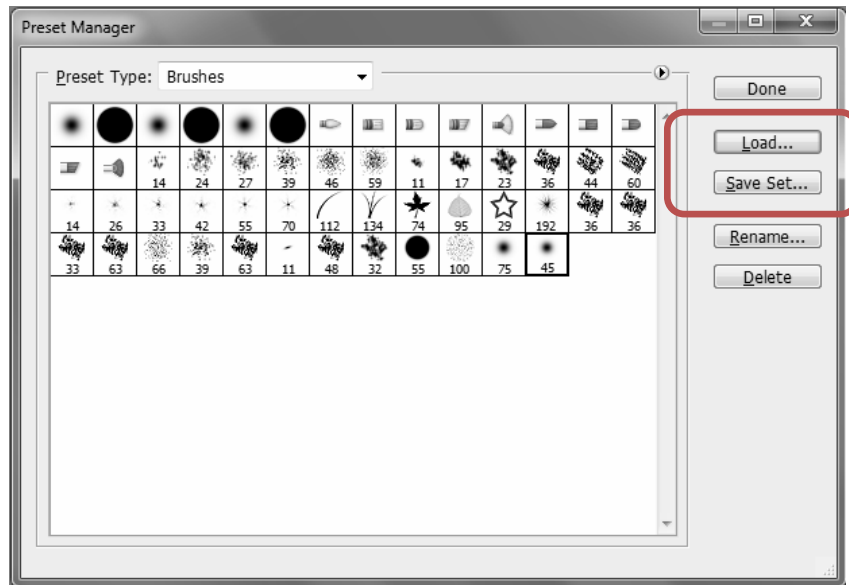 Preset Manager
Preset Type: Brushes
Done
Load...
Save Set...
Rename...
Delete
14 24 27 39 46 59 11 17 23 36 44 60
14 26 33 42 55 70 112 134 74 95 29 192 36 36
33 63 66 39 63 11 48 32 55 100 75 45